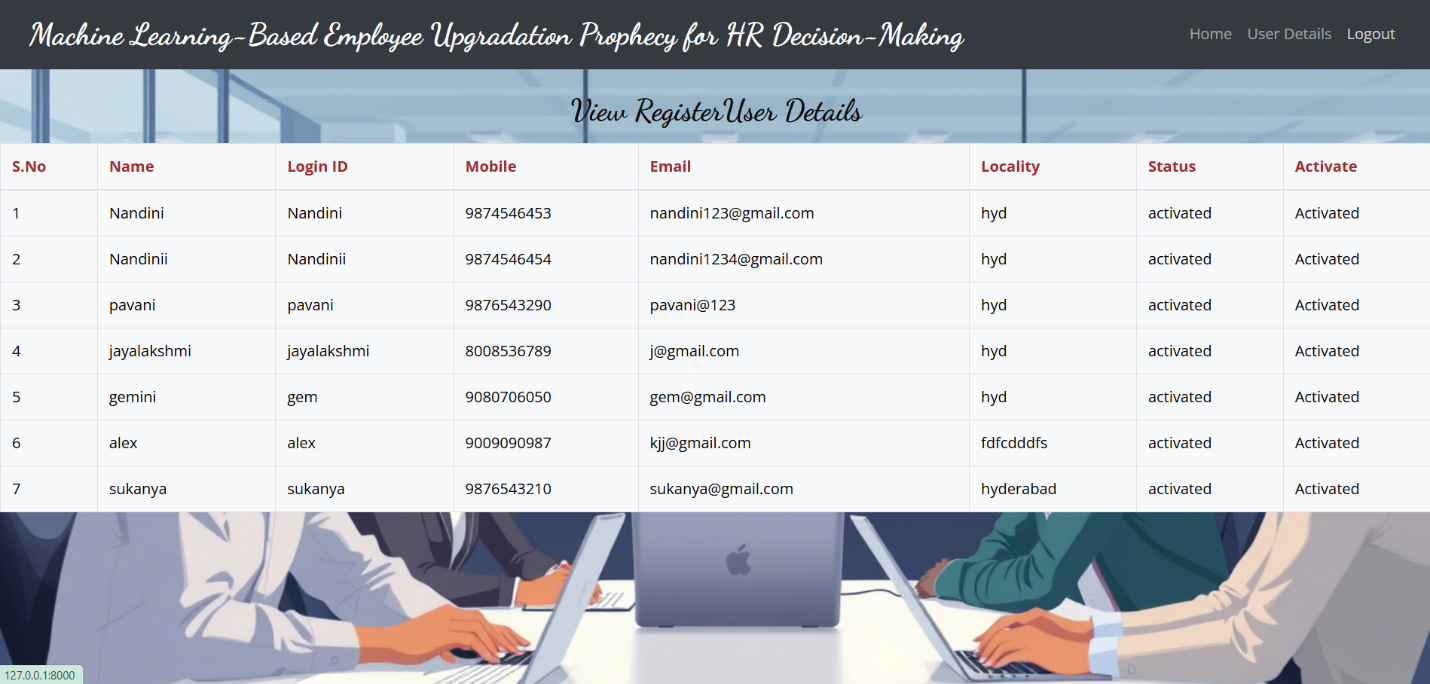 Machine Learning-Based Employee Upgradation Prophecy for HR Decision-Making Home User Details Logout
View RegisterUser Details
S.No Name Login ID Mobile Email Locality Status Activate
1 Nandini Nandini 9874546453 nandini123@gmail.com hyd activated Activated
2 Nandinii Nandinii 9874546454 nandini1234@gmail.com hyd activated Activated
3 pavani pavani 9876543290 pavani@123 hyd activated Activated
4 jayalakshmi jayalakshmi 8008536789 j@gmail.com hyd activated Activated
5 gemini gem 9080706050 gem@gmail.com hyd activated Activated
6 alex alex 9009090987 kjj@gmail.com fdfcdddfs activated Activated
7 sukanya sukanya 9876543210 sukanya@gmail.com hyderabad activated Activated
127.0.0.1:8000